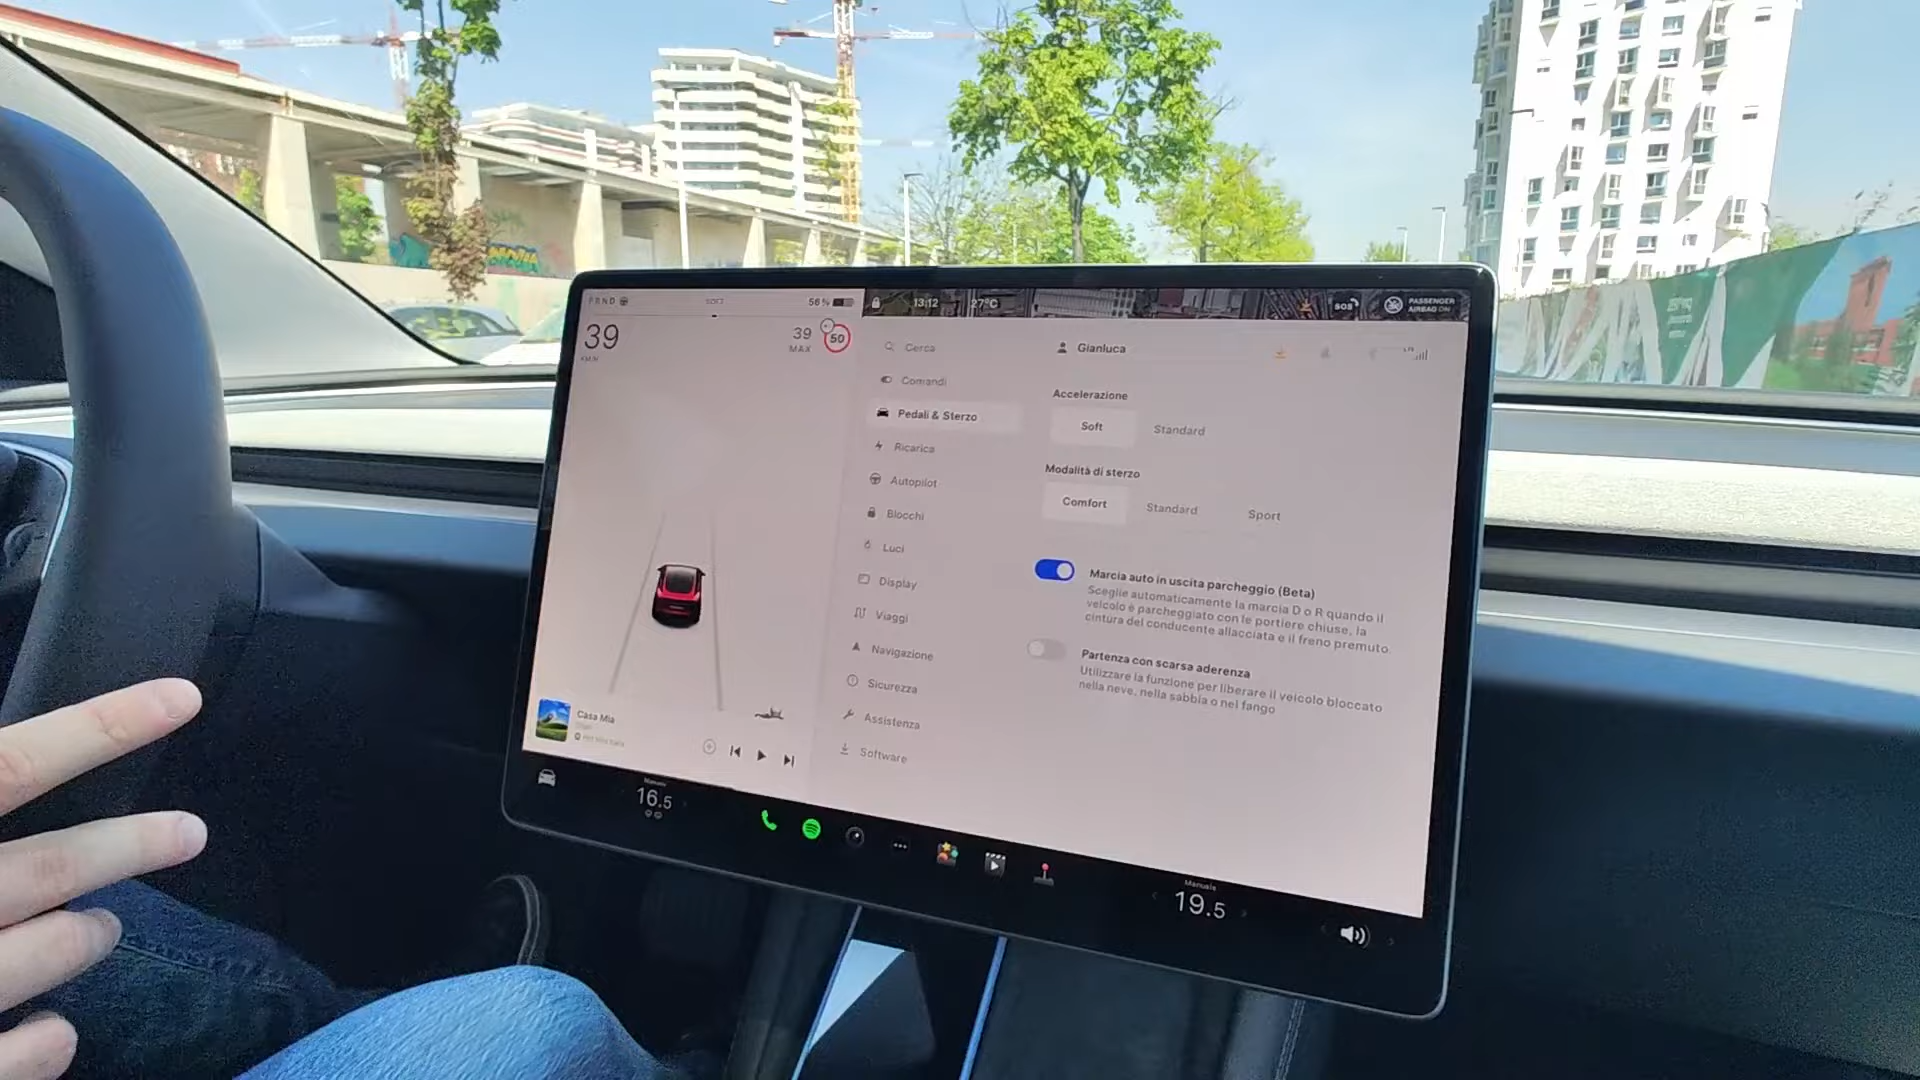 PRND
56%
39
KM/H
39
MAX
50
13:12
27°C
SOS
PASSENGER
AIRBAG ON
Cerca
Gianluca
Comandi
Pedali & Sterzo
Ricarica
Autopilot
Blocchi
Luci
Display
Viaggi
Navigazione
Sicurezza
Assistenza
Software
Accelerazione
Soft
Standard
Modalità di sterzo
Comfort
Standard
Sport
Marcia auto in uscita parcheggio (Beta)
Sceglie automaticamente la marcia D o R quando il
veicolo è parcheggiato con le portiere chiuse, la
cintura del conducente allacciata e il freno premuto.
Partenza con scarsa aderenza
Utilizzare la funzione per liberare il veicolo bloccato
nella neve, nella sabbia o nel fango
Casa Mia
Manuale
16.5
Manuale
19.5